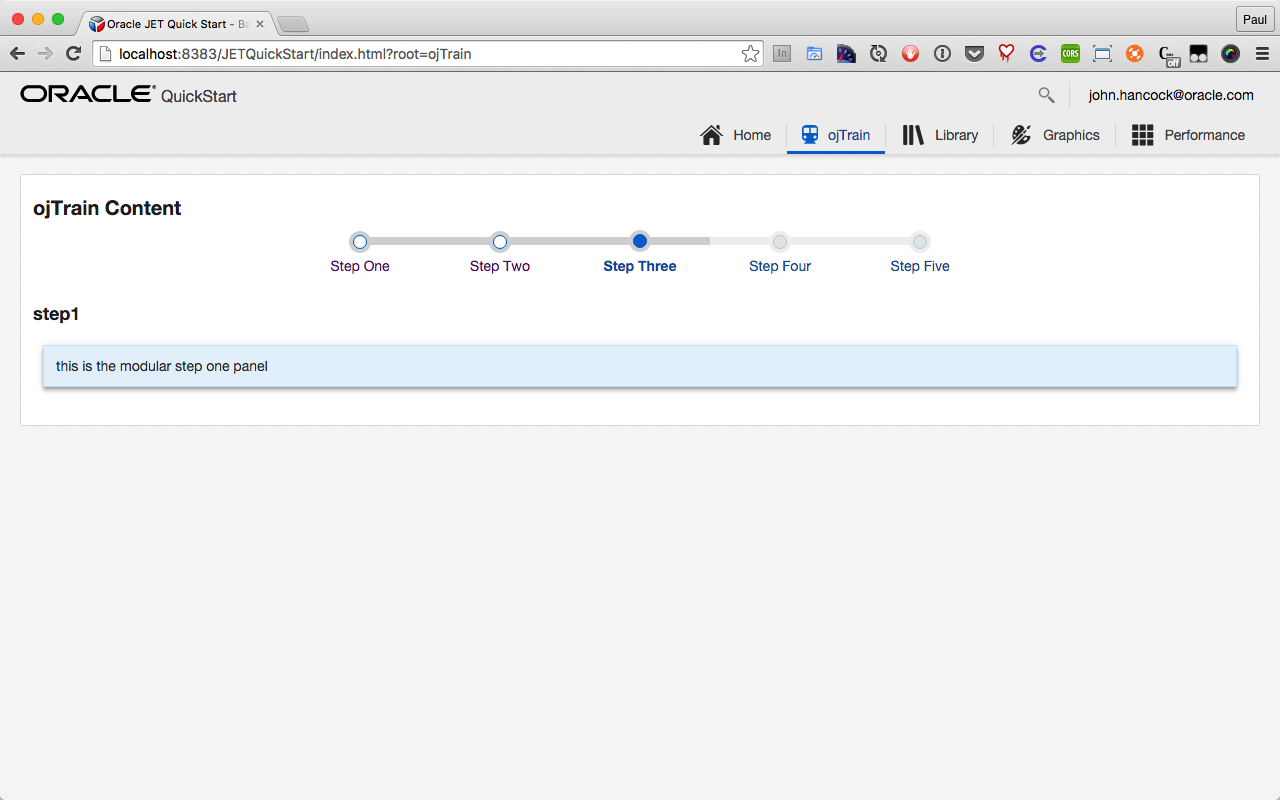 Oracle JET Quick Start - Ba
Paul
localhost:8383/JETQuickStart/index.html?root=ojTrain
In
CORS
off
ORACLE QuickStart
john.hancock@oracle.com
Home
ojTrain
Library
Graphics
Performance
ojTrain Content
Step One
Step Two
Step Three
Step Four
Step Five
step1
this is the modular step one panel